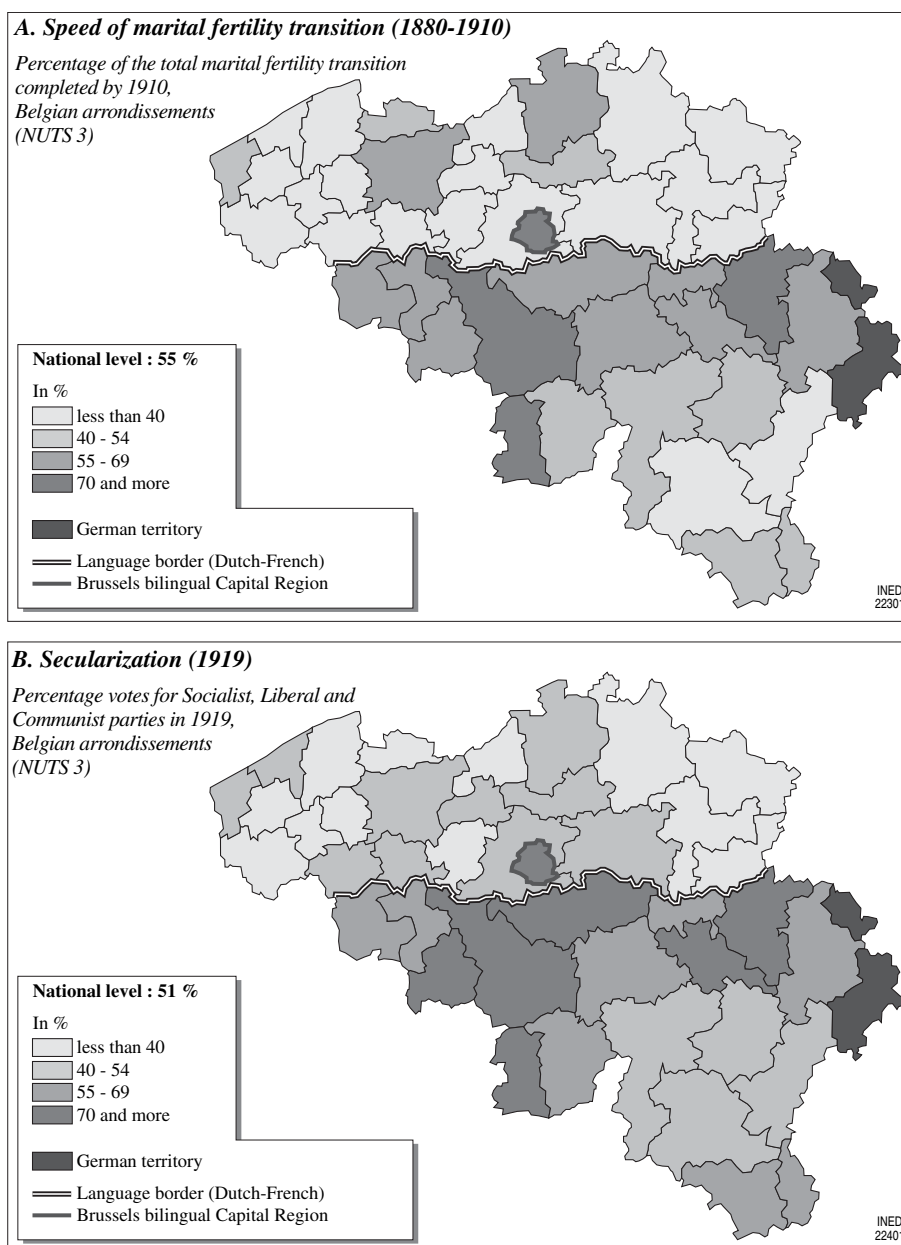 A. Speed of marital fertility transition (1880-1910)
Percentage of the total marital fertility transition
completed by 1910,
Belgian arrondissements
(NUTS 3)
National level : 55 %
In %
less than 40
40 - 54
55 - 69
70 and more
German territory
Language border (Dutch-French)
Brussels bilingual Capital Region
INED
22301
B. Secularization (1919)
Percentage votes for Socialist, Liberal and
Communist parties in 1919,
Belgian arrondissements
(NUTS 3)
National level : 51 %
In %
less than 40
40 - 54
55 - 69
70 and more
German territory
Language border (Dutch-French)
Brussels bilingual Capital Region
INED
22401